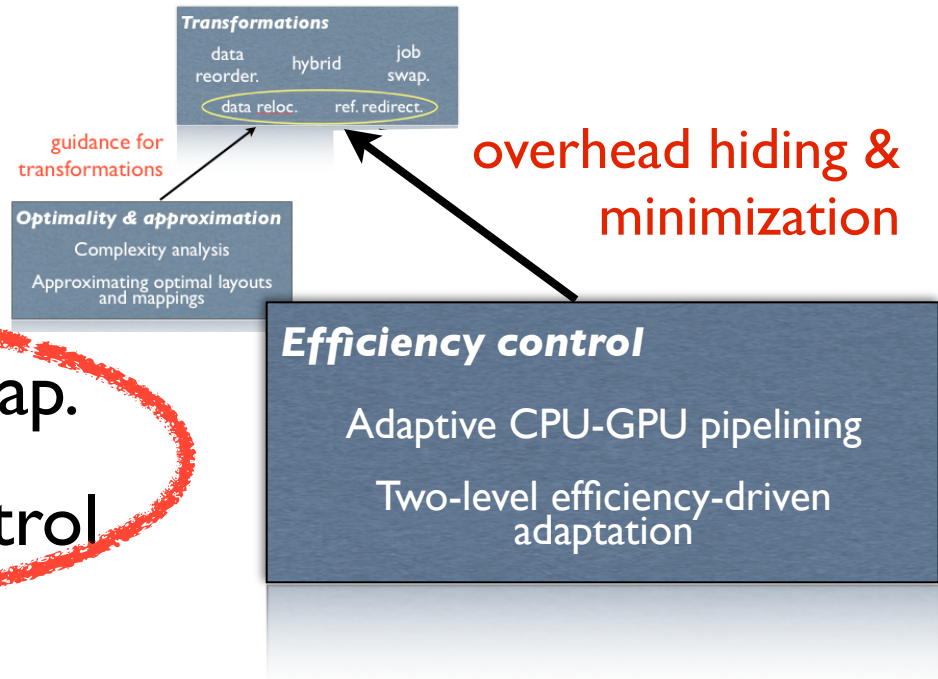 Transformations
data hybrid job
reorder. swap.
data reloc. ref. redirect.
guidance for
transformations
overhead hiding &
minimization
Optimality & approximation
Complexity analysis
Approximating optimal layouts
and mappings
Efficiency control
Adaptive CPU-GPU pipelining
Two-level efficiency-driven
adaptation
ap.
trol